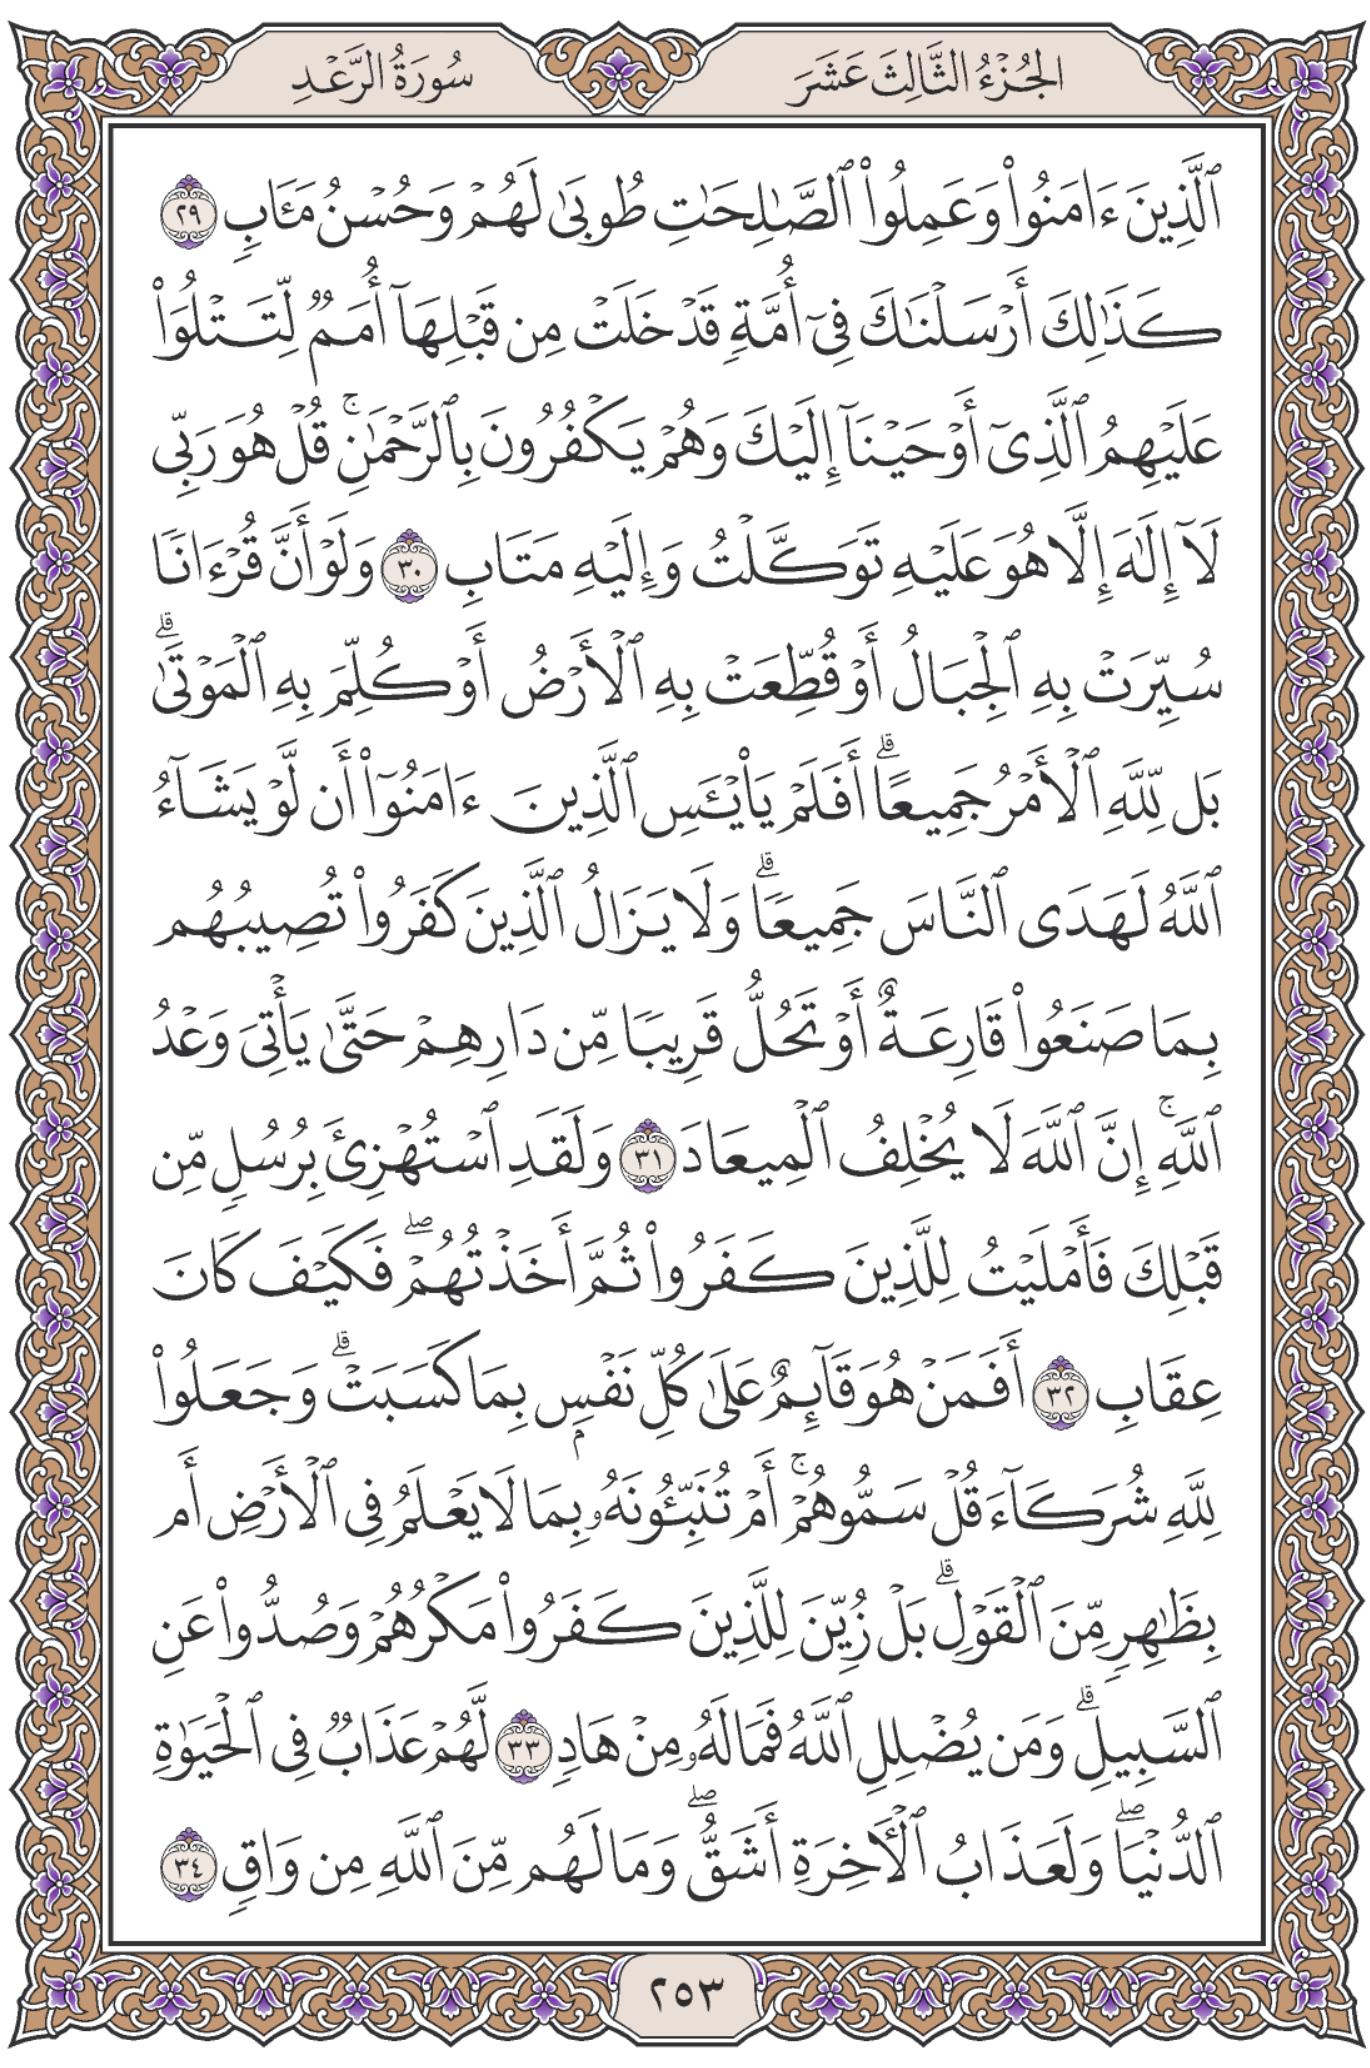 الجُزْءُ الثَّالِثَ عَشَرَ
سُورَةُ الرَّعْدِ
ٱلَّذِينَ ءَامَنُوا۟ وَعَمِلُوا۟ ٱلصَّـٰلِحَـٰتِ طُوبَىٰ لَهُمْ وَحُسْنُ مَـَٔابٍ ٢٩
كَذَٰلِكَ أَرْسَلْنَـٰكَ فِىٓ أُمَّةٍ قَدْ خَلَتْ مِن قَبْلِهَآ أُمَمٌ لِّتَتْلُوَا۟
عَلَيْهِمُ ٱلَّذِىٓ أَوْحَيْنَآ إِلَيْكَ وَهُمْ يَكْفُرُونَ بِٱلرَّحْمَـٰنِ ۚ قُلْ هُوَ رَبِّى
لَآ إِلَـٰهَ إِلَّا هُوَ عَلَيْهِ تَوَكَّلْتُ وَإِلَيْهِ مَتَابِ ٣٠ وَلَوْ أَنَّ قُرْءَانًا
سُيِّرَتْ بِهِ ٱلْجِبَالُ أَوْ قُطِّعَتْ بِهِ ٱلْأَرْضُ أَوْ كُلِّمَ بِهِ ٱلْمَوْتَىٰ ۗ
بَل لِّلَّهِ ٱلْأَمْرُ جَمِيعًا ۗ أَفَلَمْ يَا۟يْـَٔسِ ٱلَّذِينَ ءَامَنُوٓا۟ أَن لَّوْ يَشَآءُ
ٱللَّهُ لَهَدَى ٱلنَّاسَ جَمِيعًا ۗ وَلَا يَزَالُ ٱلَّذِينَ كَفَرُوا۟ تُصِيبُهُم
بِمَا صَنَعُوا۟ قَارِعَةٌ أَوْ تَحُلُّ قَرِيبًا مِّن دَارِهِمْ حَتَّىٰ يَأْتِىَ وَعْدُ
ٱللَّهِ ۚ إِنَّ ٱللَّهَ لَا يُخْلِفُ ٱلْمِيعَادَ ٣١ وَلَقَدِ ٱسْتُهْزِئَ بِرُسُلٍ مِّن
قَبْلِكَ فَأَمْلَيْتُ لِلَّذِينَ كَفَرُوا۟ ثُمَّ أَخَذْتُهُمْ ۖ فَكَيْفَ كَانَ
عِقَابِ ٣٢ أَفَمَنْ هُوَ قَآئِمٌ عَلَىٰ كُلِّ نَفْسٍۭ بِمَا كَسَبَتْ ۗ وَجَعَلُوا۟
لِلَّهِ شُرَكَآءَ قُلْ سَمُّوهُمْ ۚ أَمْ تُنَبِّـُٔونَهُۥ بِمَا لَا يَعْلَمُ فِى ٱلْأَرْضِ أَم
بِظَـٰهِرٍ مِّنَ ٱلْقَوْلِ ۗ بَلْ زُيِّنَ لِلَّذِينَ كَفَرُوا۟ مَكْرُهُمْ وَصُدُّوا۟ عَنِ
ٱلسَّبِيلِ ۗ وَمَن يُضْلِلِ ٱللَّهُ فَمَا لَهُۥ مِنْ هَادٍ ٣٣ لَّهُمْ عَذَابٌ فِى ٱلْحَيَوٰةِ
ٱلدُّنْيَا ۖ وَلَعَذَابُ ٱلْـَٔاخِرَةِ أَشَقُّ ۖ وَمَا لَهُم مِّنَ ٱللَّهِ مِن وَاقٍ ٣٤
٢٥٣